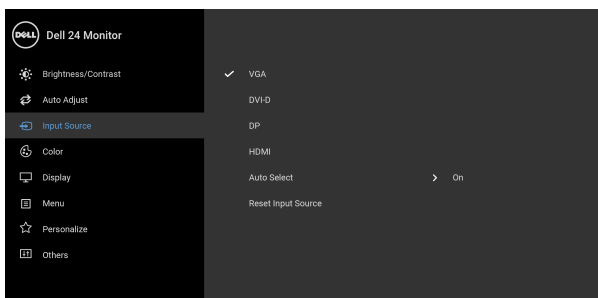 DELL Dell 24 Monitor
Brightness/Contrast
VGA
Auto Adjust
DVI-D
Input Source
DP
Color
HDMI
Display
Auto Select On
Menu
Reset Input Source
Personalize
Others